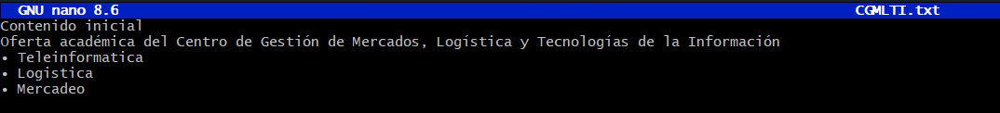 GNU nano 8.6 CGMLTI.txt
Contenido inicial
Oferta académica del Centro de Gestión de Mercados, Logística y Tecnologías de la Información
• Teleinformatica
• Logistica
• Mercadeo